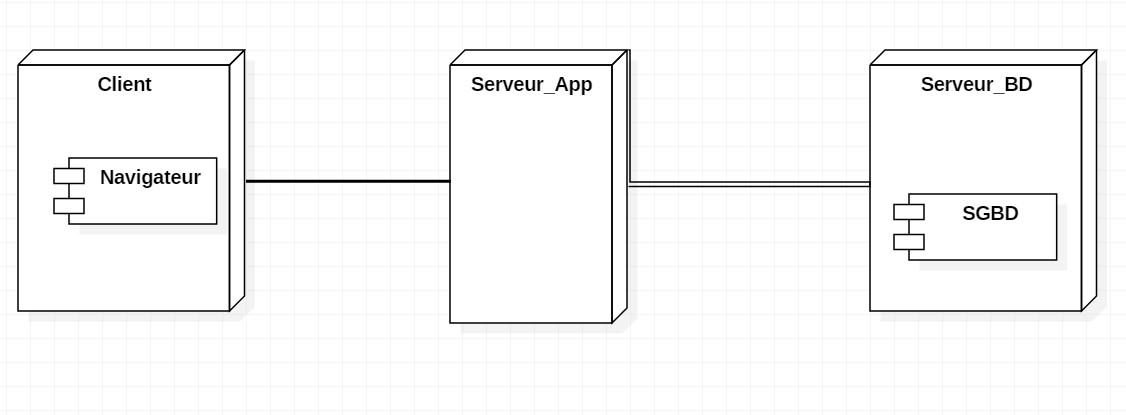 Client
Serveur_App
Serveur_BD
Navigateur
SGBD